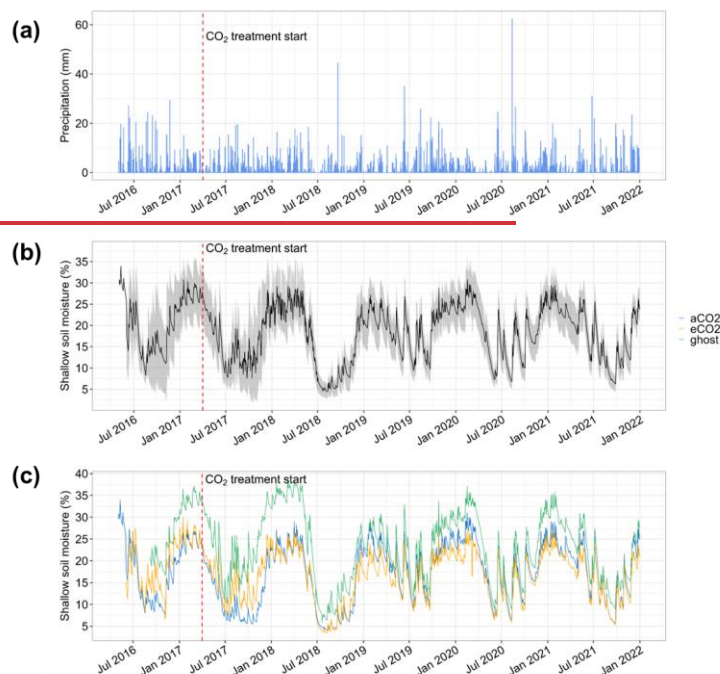 (a)
Precipitation (mm)
60
40
20
0
CO2 treatment start
Jul 2016
Jan 2017
Jul 2017
Jan 2018
Jul 2018
Jan 2019
Jul 2019
Jan 2020
Jul 2020
Jan 2021
Jul 2021
Jan 2022
(b)
Shallow soil moisture (%)
35
30
25
20
15
10
5
CO2 treatment start
Jul 2016
Jan 2017
Jul 2017
Jan 2018
Jul 2018
Jan 2019
Jul 2019
Jan 2020
Jul 2020
Jan 2021
Jul 2021
Jan 2022
aCO2
eCO2
ghost
(c)
Shallow soil moisture (%)
40
35
30
25
20
15
10
5
CO2 treatment start
Jul 2016
Jan 2017
Jul 2017
Jan 2018
Jul 2018
Jan 2019
Jul 2019
Jan 2020
Jul 2020
Jan 2021
Jul 2021
Jan 2022